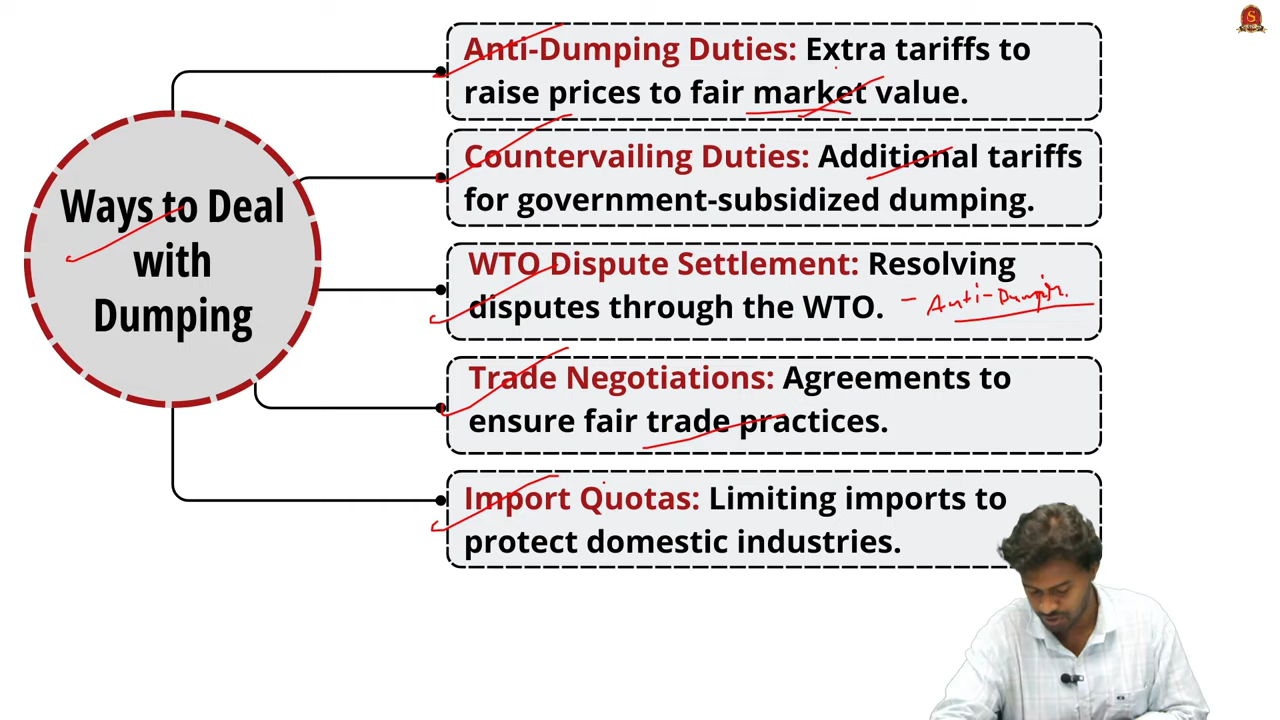 Ways to Deal
with
Dumping
Anti-Dumping Duties: Extra tariffs to
raise prices to fair market value.
Countervailing Duties: Additional tariffs
for government-subsidized dumping.
WTO Dispute Settlement: Resolving
disputes through the WTO. - Anti-Dumping.
Trade Negotiations: Agreements to
ensure fair trade practices.
Import Quotas: Limiting imports to
protect domestic industries.
S